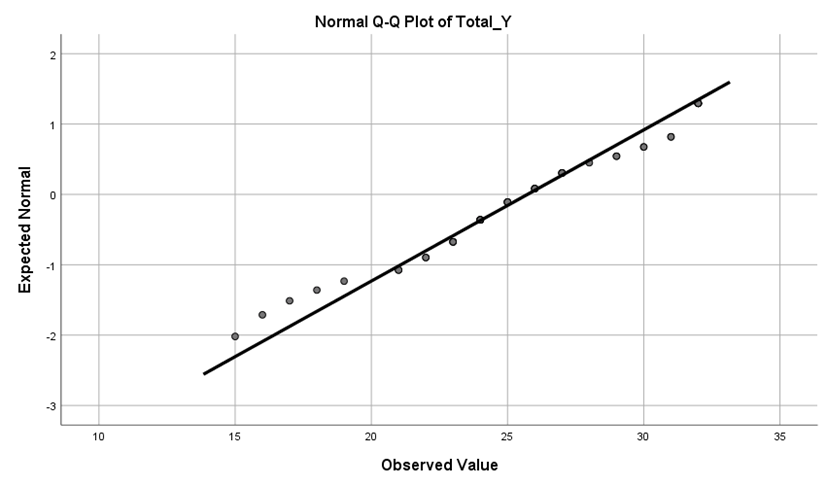 Normal Q-Q Plot of Total_Y
2
1
0
-1
-2
-3
Expected Normal
10 15 20 25 30 35
Observed Value